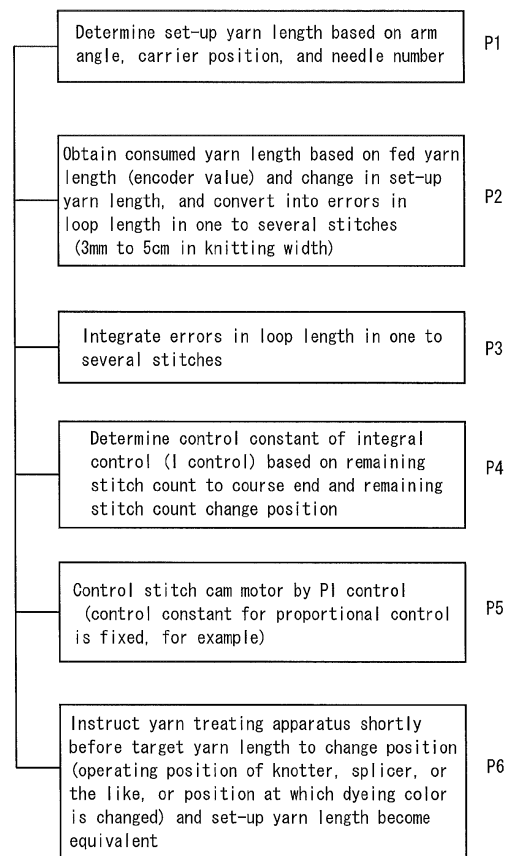 Determine set-up yarn length based on arm
angle, carrier position, and needle number
P1
Obtain consumed yarn length based on fed yarn
length (encoder value) and change in set-up
yarn length, and convert into errors in
loop length in one to several stitches
(3mm to 5cm in knitting width)
P2
Integrate errors in loop length in one to
several stitches
P3
Determine control constant of integral
control (I control) based on remaining
stitch count to course end and remaining
stitch count change position
P4
Control stitch cam motor by PI control
(control constant for proportional control
is fixed, for example)
P5
Instruct yarn treating apparatus shortly
before target yarn length to change position
(operating position of knotter, splicer, or
the like, or position at which dyeing color
is changed) and set-up yarn length become
equivalent
P6